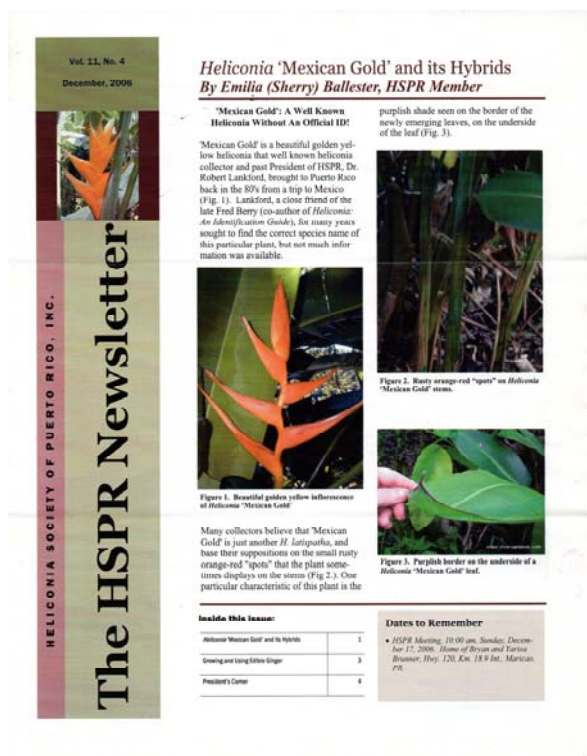 Vol. 11, No. 4
December, 2006
HELICONIA SOCIETY OF PUERTO RICO, INC.
The HSPR Newsletter
Heliconia 'Mexican Gold' and its Hybrids
By Emilia (Sherry) Ballester, HSPR Member
'Mexican Gold': A Well Known
Heliconia Without An Official ID!
'Mexican Gold' is a beautiful golden yel-
low heliconia that well known heliconia
collector and past President of HSPR, Dr.
Robert Lankford, brought to Puerto Rico
back in the 80's from a trip to Mexico
(Fig. 1). Lankford, a close friend of the
late Fred Berry (co-author of Heliconia:
An Identification Guide), for many years
sought to find the correct species name of
this particular plant, but not much infor-
mation was available.
Figure 1. Beautiful golden yellow inflorescence
of Heliconia 'Mexican Gold'
Many collectors believe that 'Mexican
Gold' is just another H. latispatha, and
base their suppositions on the small rusty
orange-red "spots" that the plant some-
times displays on the stems (Fig 2.). One
particular characteristic of this plant is the
purplish shade seen on the border of the
newly emerging leaves, on the underside
of the leaf (Fig. 3).
Figure 2. Rusty orange-red "spots" on Heliconia
'Mexican Gold' stems.
Figure 3. Purplish border on the underside of a
Heliconia 'Mexican Gold' leaf.
Inside this issue:
Heliconia 'Mexican Gold' and its Hybrids 1
Growing and Using Edible Ginger 3
President's Corner 4
Dates to Remember
• HSPR Meeting, 10:00 am, Sunday, Decem-
ber 17, 2006. Home of Bryan and Yariza
Brunner, Hwy. 120, Km. 18.9 Int., Maricao,
PR.